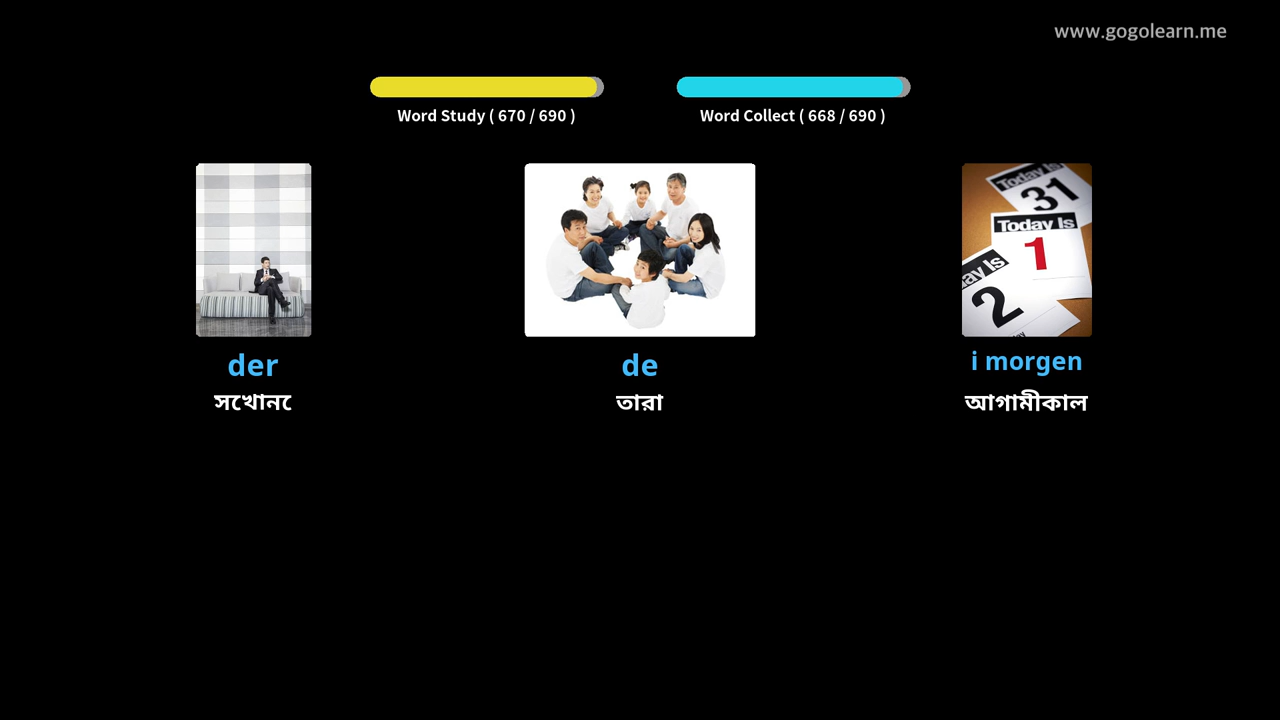 www.gogolearn.me
Word Study ( 670 / 690 )
Word Collect ( 668 / 690 )
Today Is
31
Today Is
1
ay Is
2
der
de
i morgen
সেখোনে
তারা
আগামীকাল